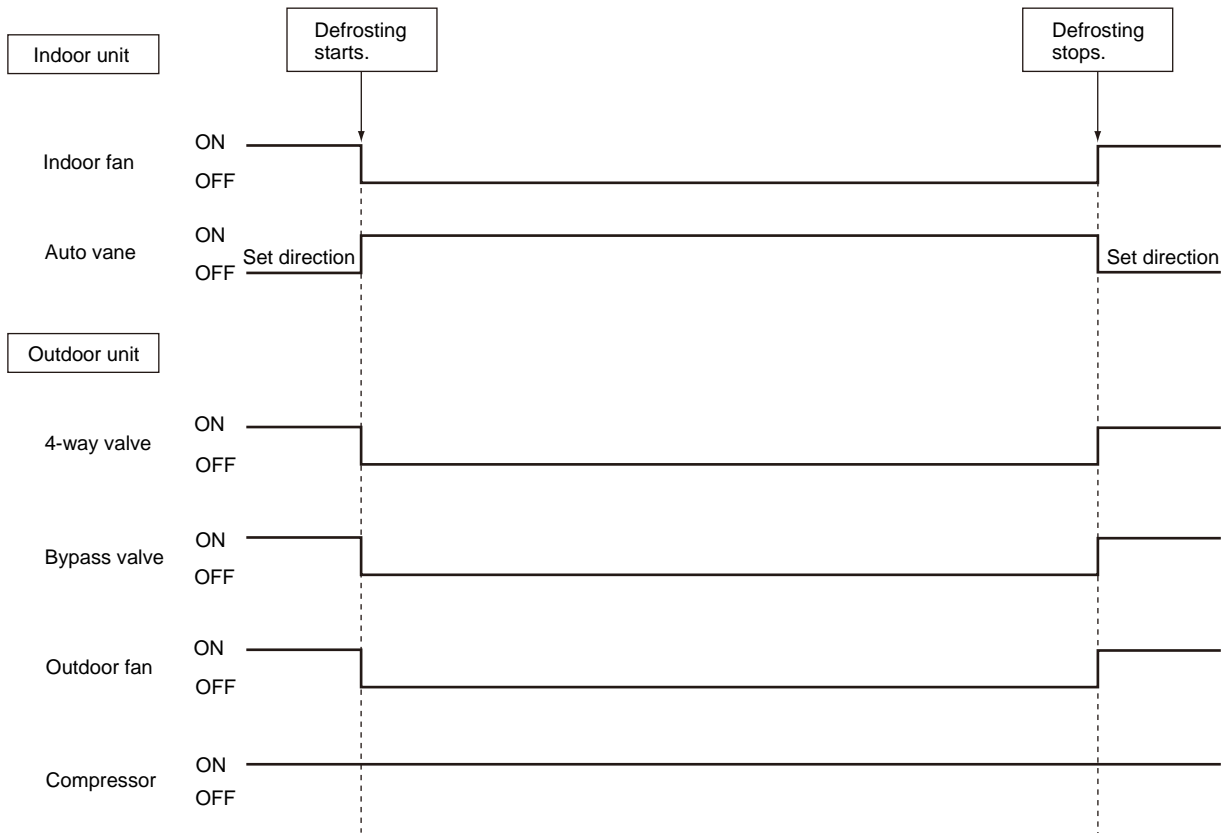 Defrosting
starts.
Defrosting
stops.
Indoor unit
Indoor fan
ON
OFF
Auto vane
ON
OFF
Set direction
Set direction
Outdoor unit
4-way valve
ON
OFF
Bypass valve
ON
OFF
Outdoor fan
ON
OFF
Compressor
ON
OFF